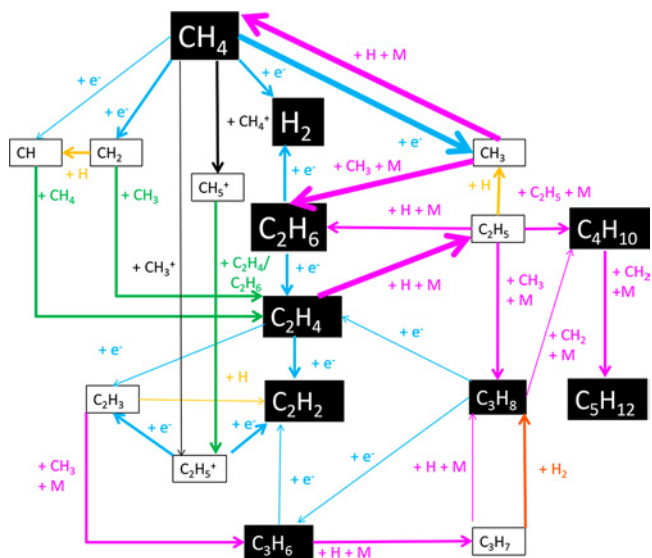 CH₄
+ H + M
+ e⁻
+ e⁻
+ e⁻
+ CH₄⁺
H₂
+ e⁻
CH
CH₂
+ H
CH₃
+ CH₃ + M
+ e⁻
+ H
+ C₂H₅ + M
CH₅⁺
+ CH₄
+ CH₃
C₂H₆
+ H + M
C₂H₅
C₄H₁₀
+ CH₃⁺
+ C₂H₄/
C₂H₆
+ e⁻
+ H + M
+ CH₃
+ M
+ CH₂
+M
C₂H₄
+ CH₂
+ M
+ e⁻
+ e⁻
+ e⁻
+ H
C₂H₃
C₂H₂
C₃H₈
C₅H₁₂
+ e⁻
+ e⁻
C₂H₅⁺
+ CH₃
+ M
+ e⁻
+ e⁻
+ H + M
+ H₂
C₃H₆
+ H + M
C₃H₇